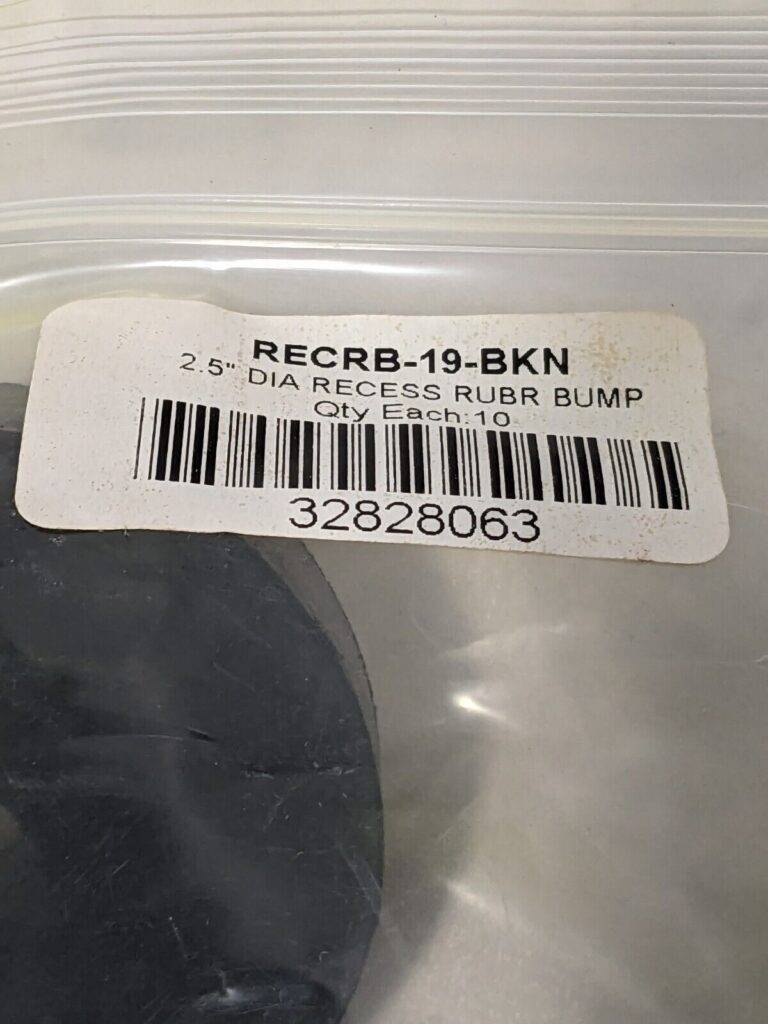 RECRB-19-BKN
2.5" DIA RECESS RUBR BUMP
Qty Each:10
32828063